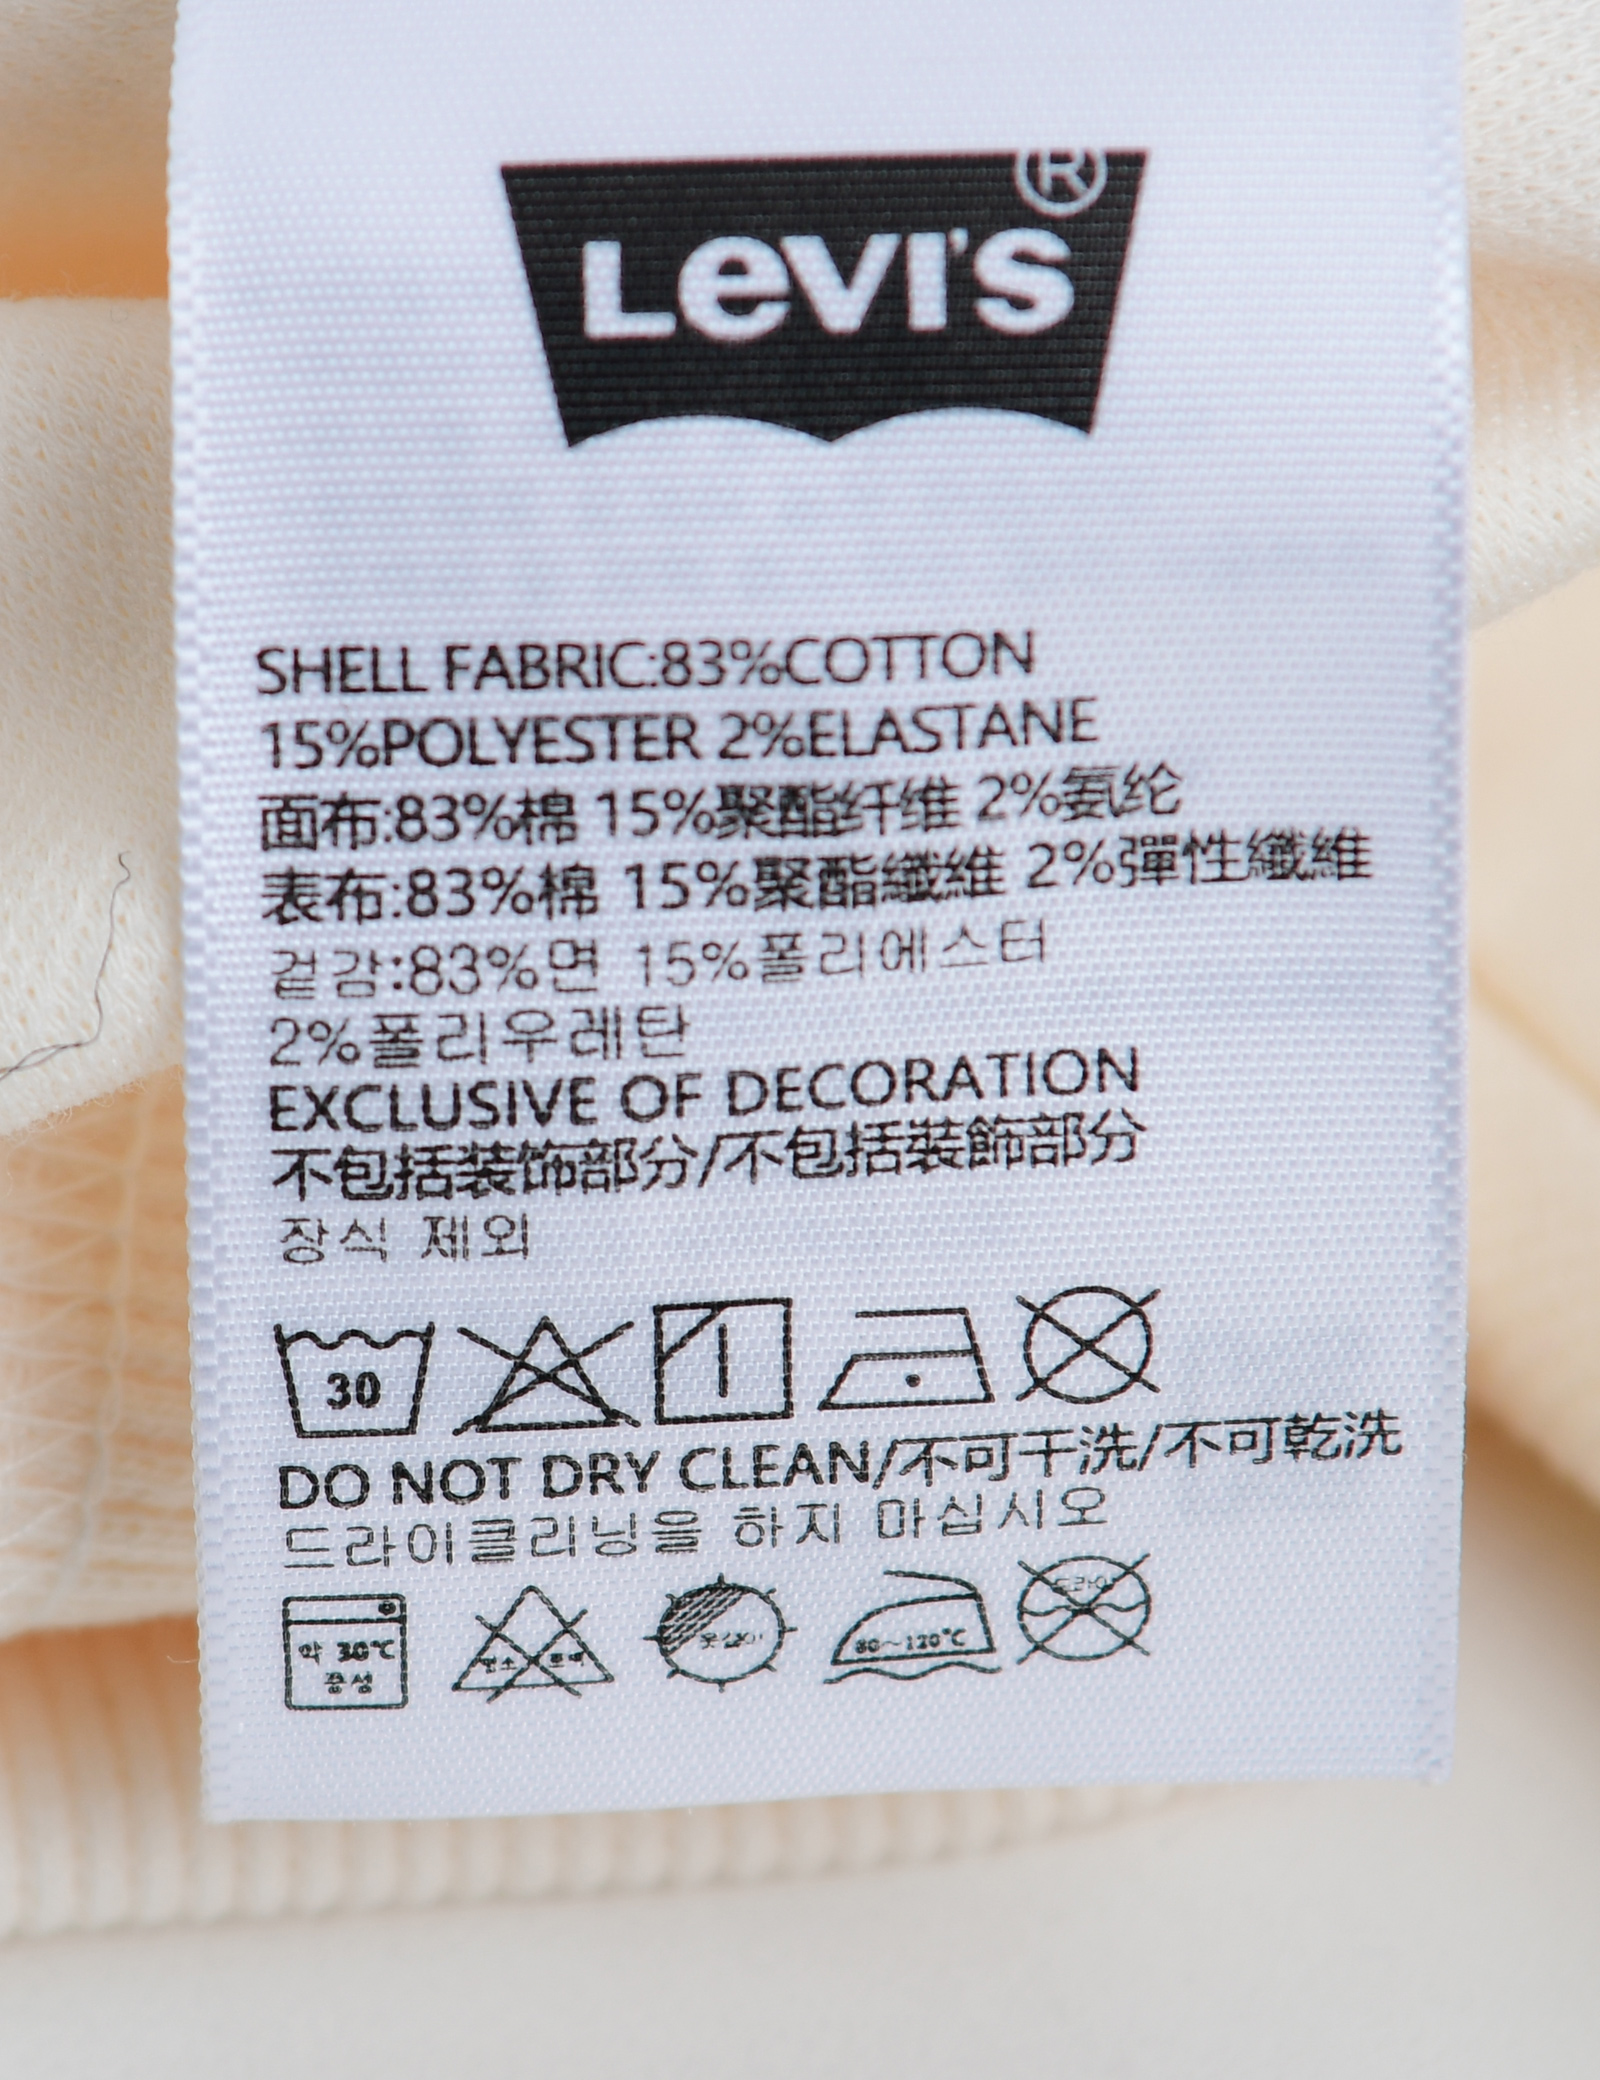 LEVI'S®
SHELL FABRIC:83%COTTON
15%POLYESTER 2%ELASTANE
面布:83%棉 15%聚酯纤维 2%氨纶
表布:83%棉 15%聚酯纖維 2%彈性纖維
겉감:83%면 15%폴리에스터
2%폴리우레탄
EXCLUSIVE OF DECORATION
不包括装饰部分/不包括裝飾部分
장식 제외
30
DO NOT DRY CLEAN/不可干洗/不可乾洗
드라이클리닝을 하지 마십시오
약 30℃
중성
80~120℃